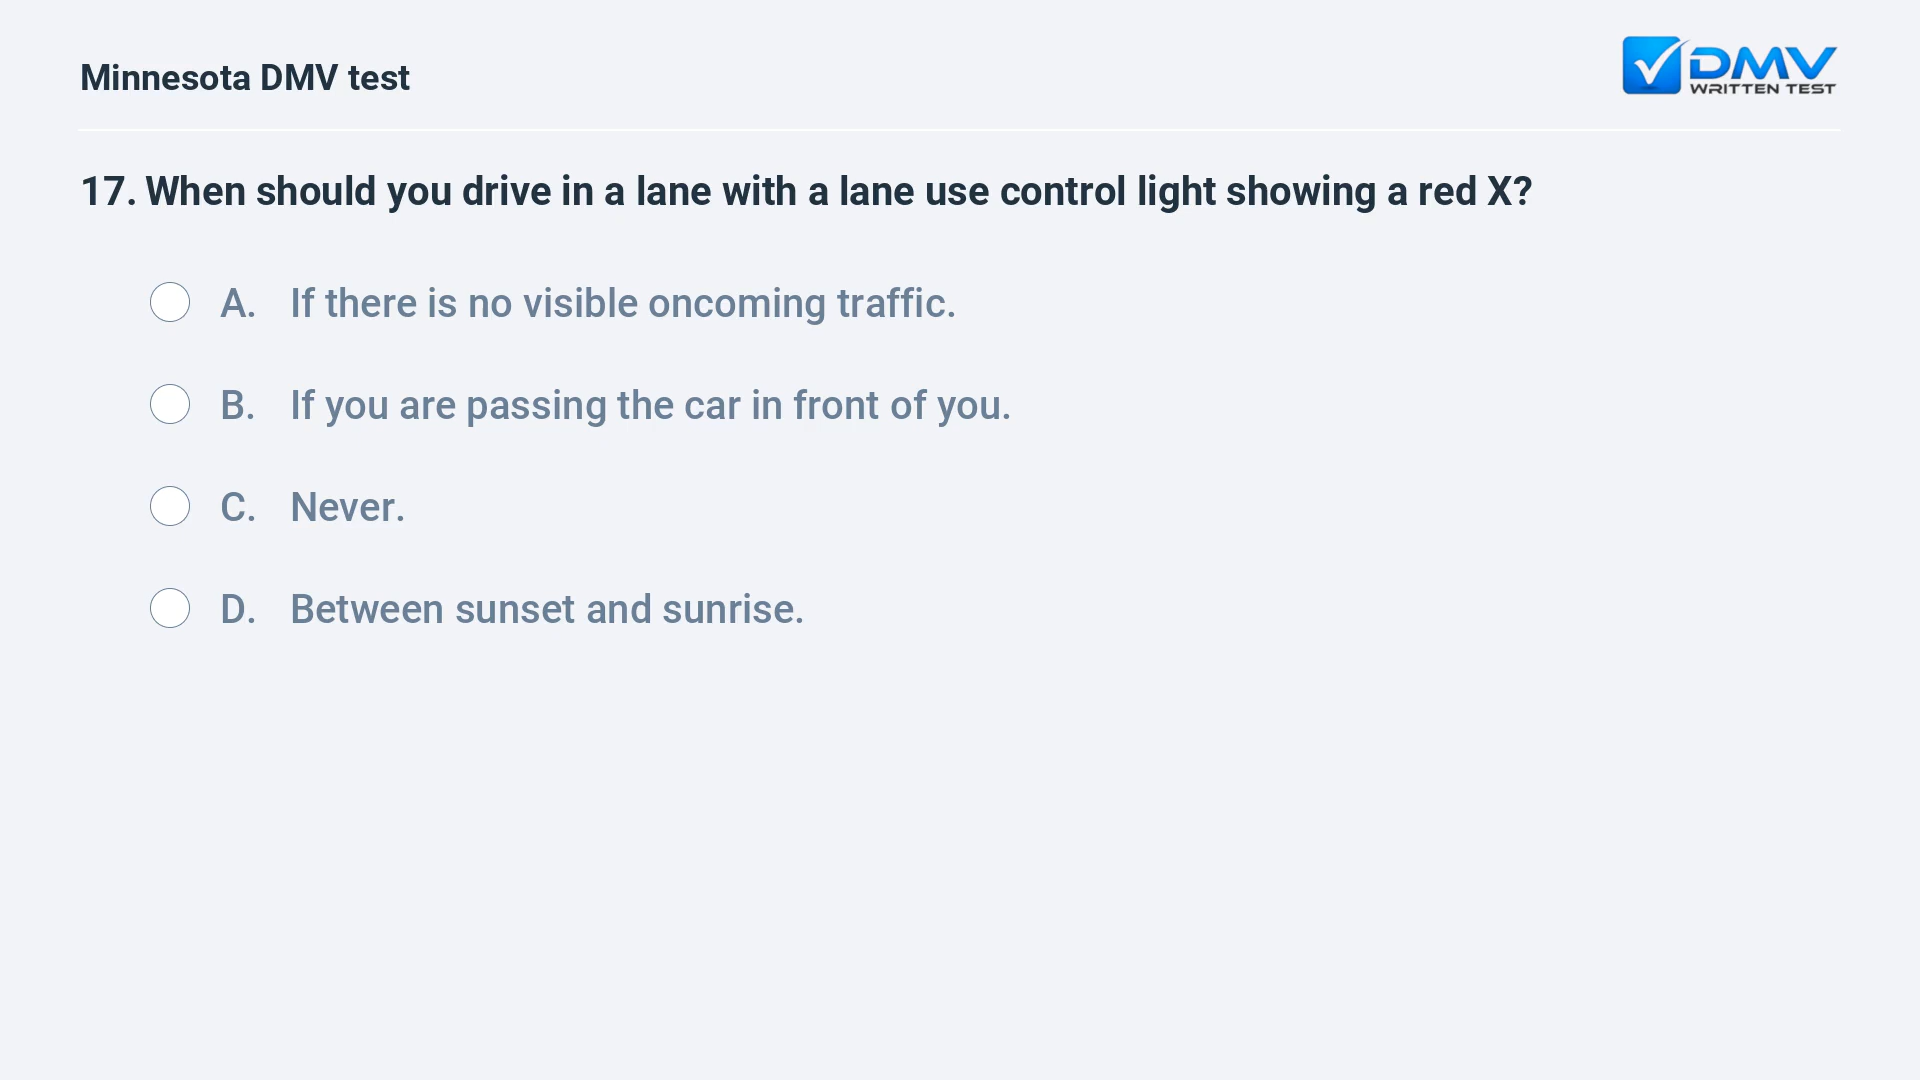 Minnesota DMV test
DMV
WRITTEN TEST
17. When should you drive in a lane with a lane use control light showing a red X?
A. If there is no visible oncoming traffic.
B. If you are passing the car in front of you.
C. Never.
D. Between sunset and sunrise.